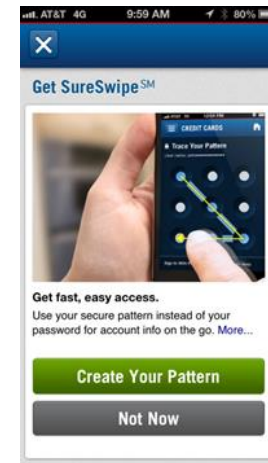 AT&T 4G 9:59 AM 80%
Get SureSwipe℠
CREDIT CARDS
Trace Your Pattern
Get fast, easy access.
Use your secure pattern instead of your
password for account info on the go. More...
Create Your Pattern
Not Now